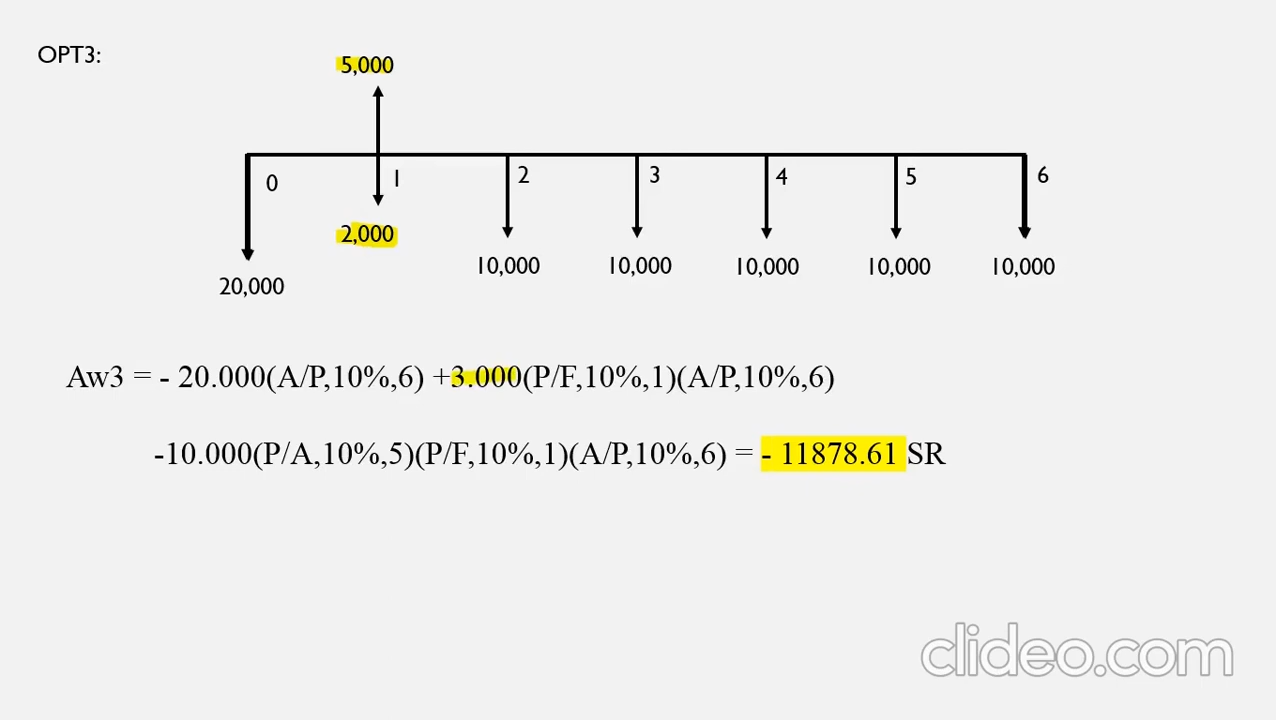 OPT3:
5,000
0 1 2 3 4 5 6
2,000
10,000 10,000 10,000 10,000 10,000
20,000
Aw3 = - 20.000(A/P,10%,6) +3.000(P/F,10%,1)(A/P,10%,6)
-10.000(P/A,10%,5)(P/F,10%,1)(A/P,10%,6) = - 11878.61 SR
clideo.com